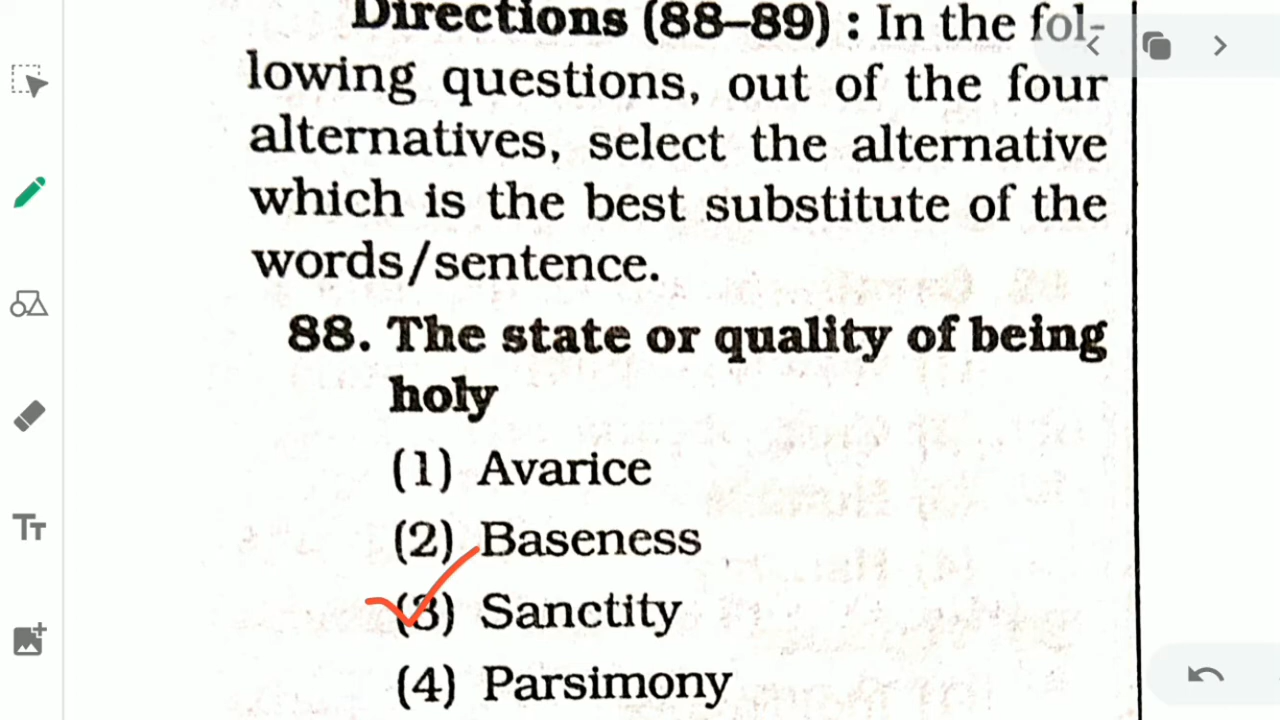 Directions (88–89) : In the fol-
lowing questions, out of the four
alternatives, select the alternative
which is the best substitute of the
words/sentence.
88. The state or quality of being
holy
(1) Avarice
(2) Baseness
(3) Sanctity
(4) Parsimony
TT